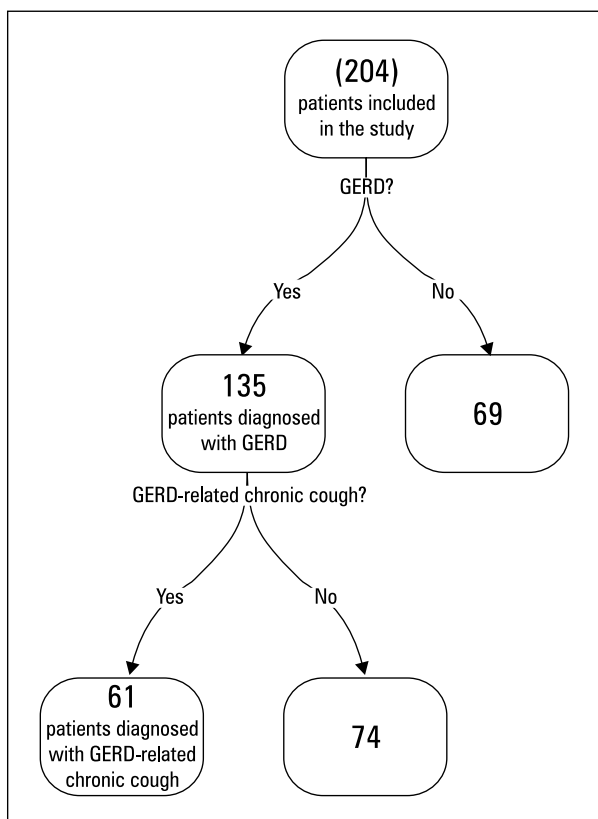 (204)
patients included
in the study
GERD?
Yes
No
135
patients diagnosed
with GERD
69
GERD-related chronic cough?
Yes
No
61
patients diagnosed
with GERD-related
chronic cough
74